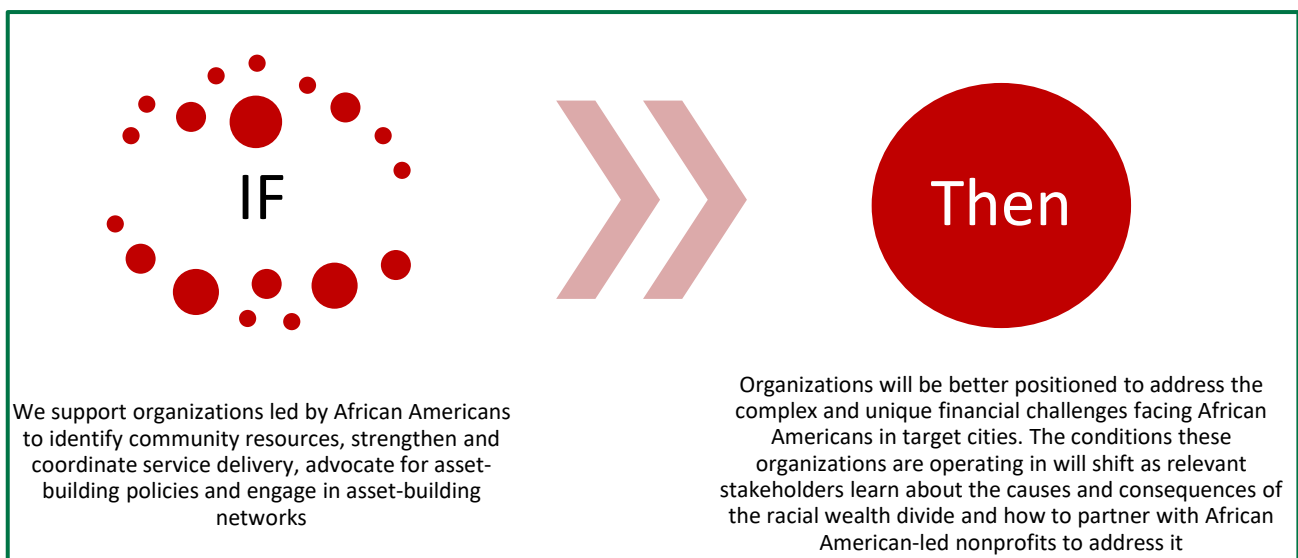 IF
Then
We support organizations led by African Americans
to identify community resources, strengthen and
coordinate service delivery, advocate for asset-
building policies and engage in asset-building
networks
Organizations will be better positioned to address the
complex and unique financial challenges facing African
Americans in target cities. The conditions these
organizations are operating in will shift as relevant
stakeholders learn about the causes and consequences of
the racial wealth divide and how to partner with African
American-led nonprofits to address it